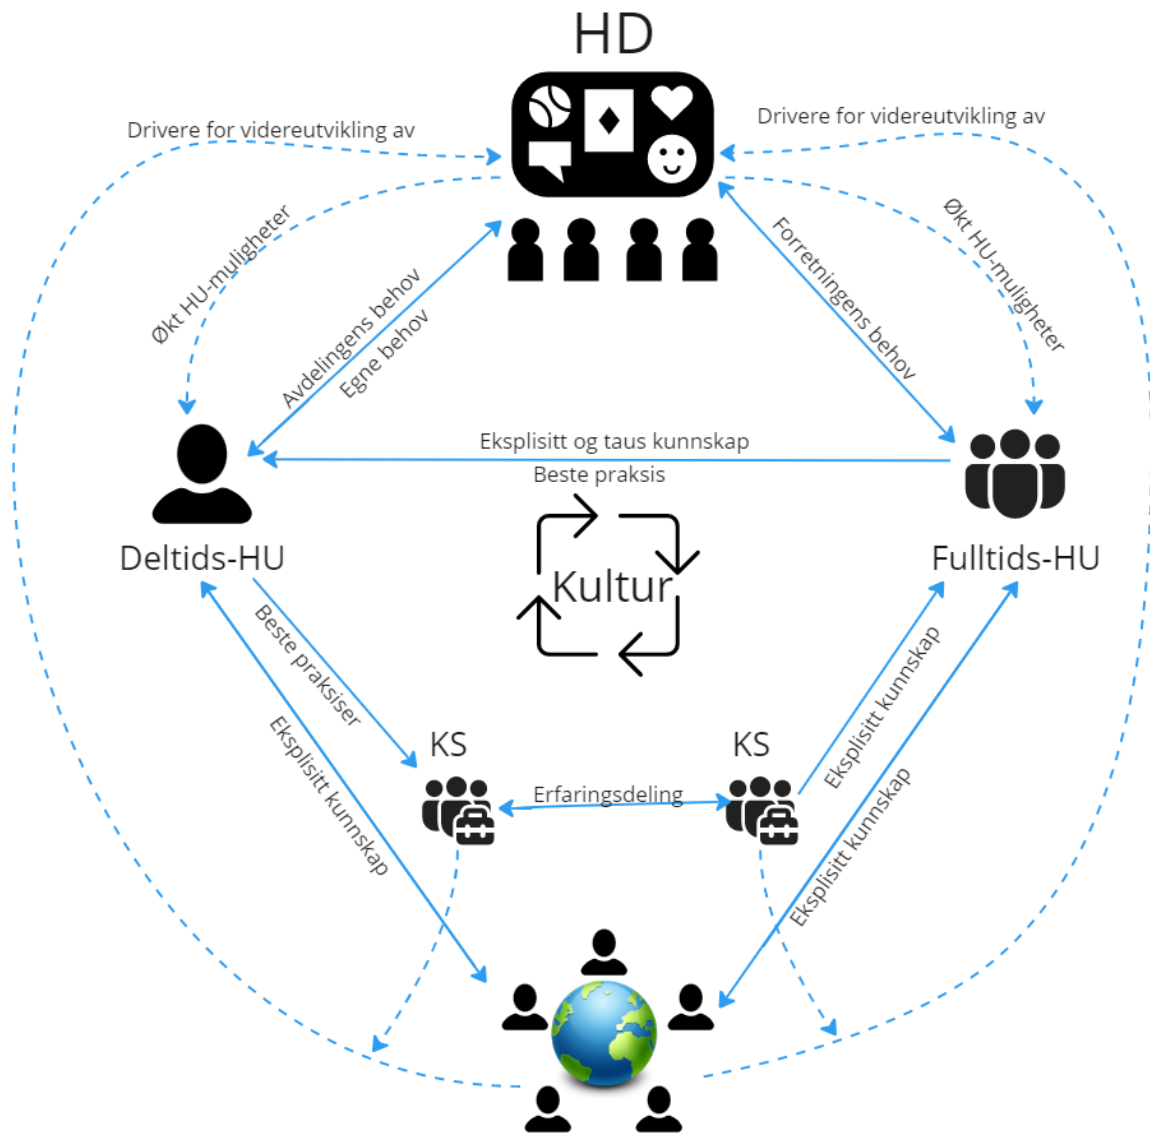 HD
Drivere for videreutvikling av
Drivere for videreutvikling av
Økt HU-muligheter
Avdelingens behov
Egne behov
Forretningens behov
Økt HU-muligheter
Eksplisitt og taus kunnskap
Beste praksis
Deltids-HU
Kultur
Fulltids-HU
Beste praksiser
Eksplisitt kunnskap
KS
Erfaringsdeling
KS
Eksplisitt kunnskap
Eksplisitt kunnskap